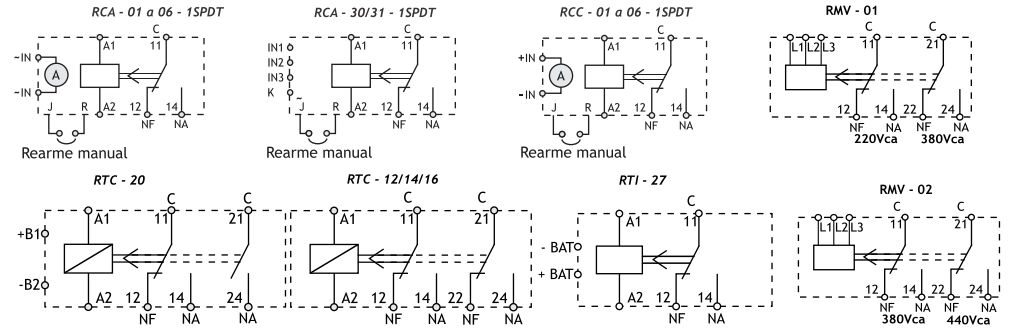 RCA - 01 a 06 - 1SPDT
C
A1
11
~IN
A
~IN
J
R
A2
12
14
NF
NA
Rearme manual
RCA - 30/31 - 1SPDT
C
A1
11
IN1
IN2
IN3
K
~
J
R
A2
12
14
NF
NA
Rearme manual
RCC - 01 a 06 - 1SPDT
C
A1
11
+IN
A
-IN
J
R
A2
12
14
NF
NA
Rearme manual
RMV - 01
C
L1 L2 L3
11
21
12
14
22
24
NF
NA
NF
NA
220Vca
380Vca
RTC - 20
C
A1
11
21
+B1
-B2
A2
12
14
24
NF
NA
NA
RTC - 12/14/16
C
A1
11
21
A2
12
14
22
24
NF
NA
NF
NA
RTI - 27
C
A1
11
- BAT
+ BAT
A1
12
14
NF
NA
RMV - 02
C
L1 L2 L3
11
21
12
14
22
24
NF
NA
NF
NA
380Vca
440Vca